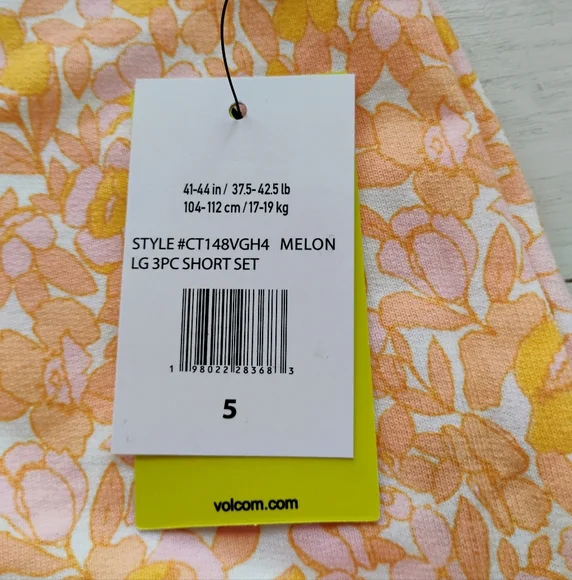 41-44 in / 37.5- 42.5 lb
104- 112 cm / 17-19 kg
STYLE #CT148VGH4 MELON
LG 3PC SHORT SET
1 98022 28368 3
5
volcom.com